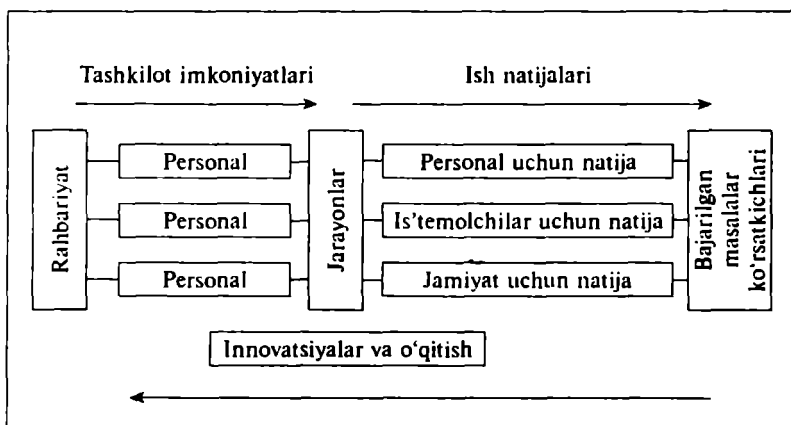 Tashkilot imkoniyatlari
Ish natijalari
Rahbariyat
Personal
Personal
Personal
Jarayonlar
Personal uchun natija
Is'temolchilar uchun natija
Jamiyat uchun natija
Bajarilgan
masalalar
ko‘rsatkichlari
Innovatsiyalar va o‘qitish